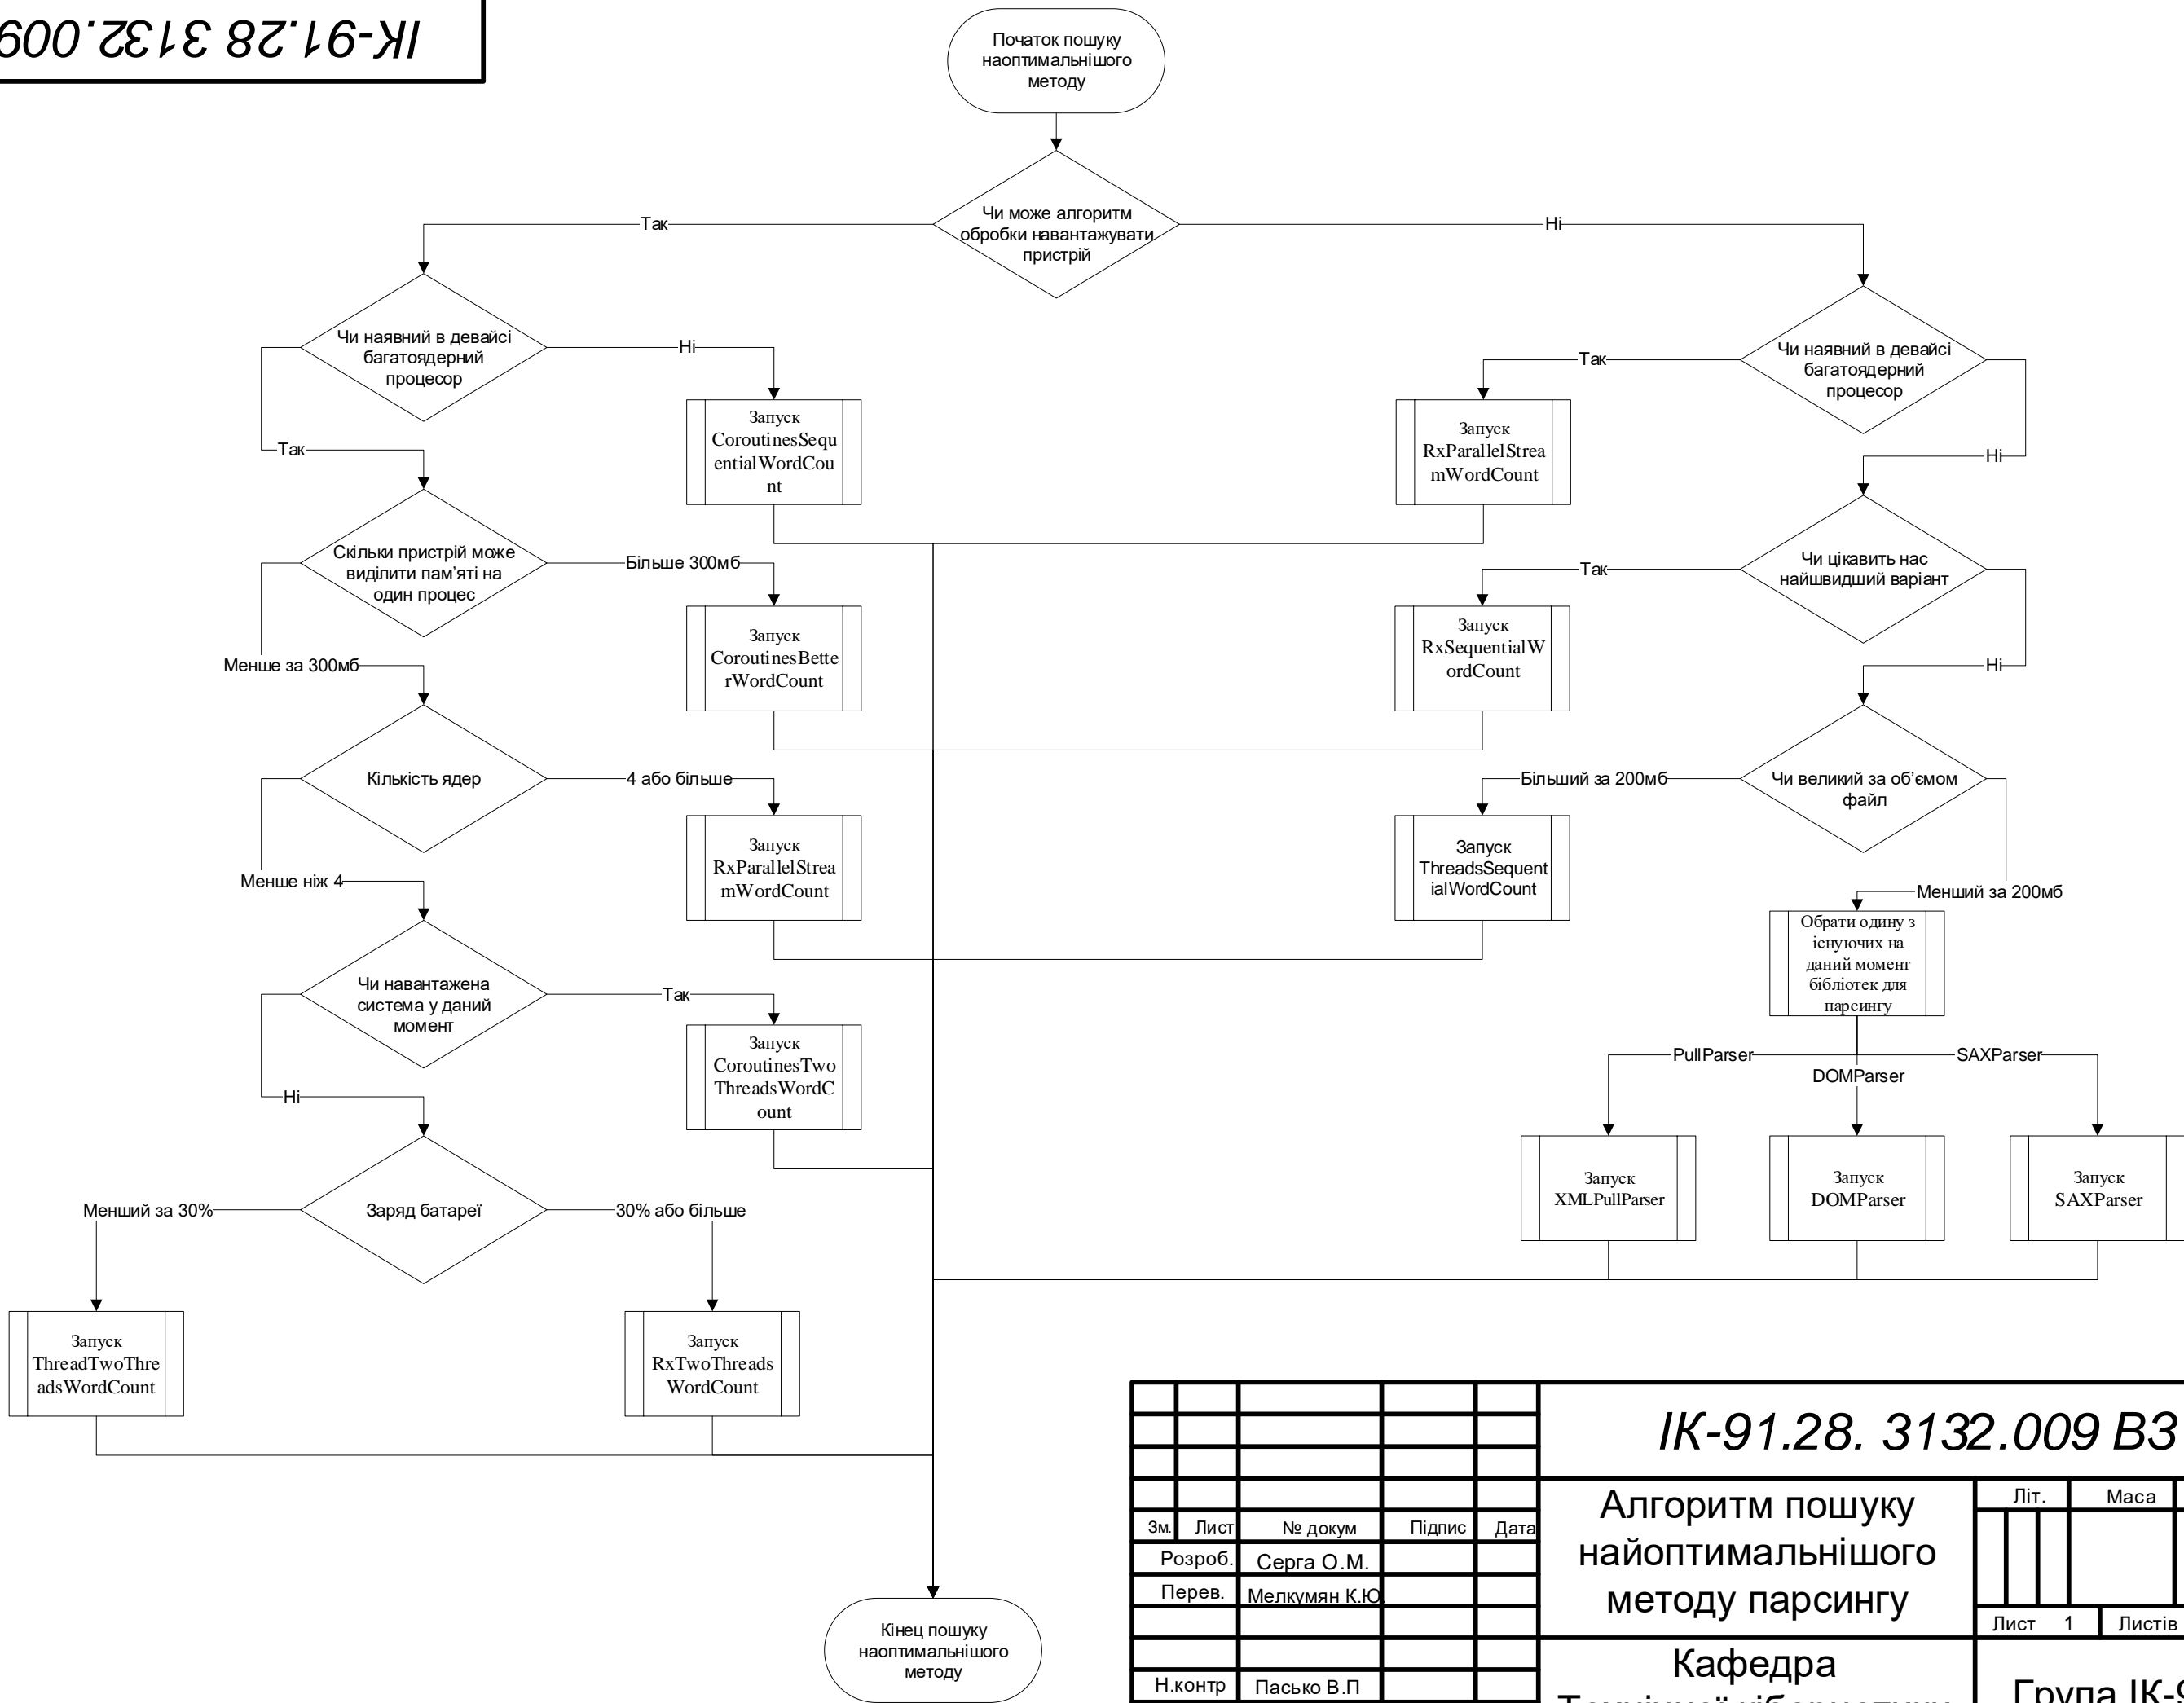 ІК-91.28 3132.009
Початок пошуку
наоптимальнішого
методу
Чи може алгоритм
обробки навантажувати
пристрій
Так
Ні
Чи наявний в девайсі
багатоядерний
процесор
Ні
Так
Чи наявний в девайсі
багатоядерний
процесор
Так
Ні
Запуск
CoroutinesSequ
entialWordCou
nt
Запуск
RxParallelStrea
mWordCount
Скільки пристрій може
виділити пам’яті на
один процес
Більше 300мб
Менше за 300мб
Чи цікавить нас
найшвидший варіант
Так
Ні
Запуск
CoroutinesBette
rWordCount
Запуск
RxSequentialW
ordCount
Кількість ядер
4 або більше
Менше ніж 4
Чи великий за об’ємом
файл
Більший за 200мб
Менший за 200мб
Запуск
RxParallelStrea
mWordCount
Запуск
ThreadsSequent
ialWordCount
Обрати одину з
існуючих на
даний момент
бібліотек для
парсингу
Чи навантажена
система у даний
момент
Так
Ні
Запуск
CoroutinesTwo
ThreadsWordC
ount
PullParser
DOMParser
SAXParser
Запуск
XMLPullParser
Запуск
DOMParser
Запуск
SAXParser
Заряд батареї
Менший за 30%
30% або більше
Запуск
ThreadTwoThre
adsWordCount
Запуск
RxTwoThreads
WordCount
Кінец пошуку
наоптимальнішого
методу
ІК-91.28. 3132.009 ВЗ
Алгоритм пошуку
найоптимальнішого
методу парсингу
Літ. Маса
Лист 1 Листів
Зм. Лист № докум Підпис Дата
Розроб. Серга О.М.
Перев. Мелкумян К.Ю.
Н.контр Пасько В.П
Кафедра
Група ІК-